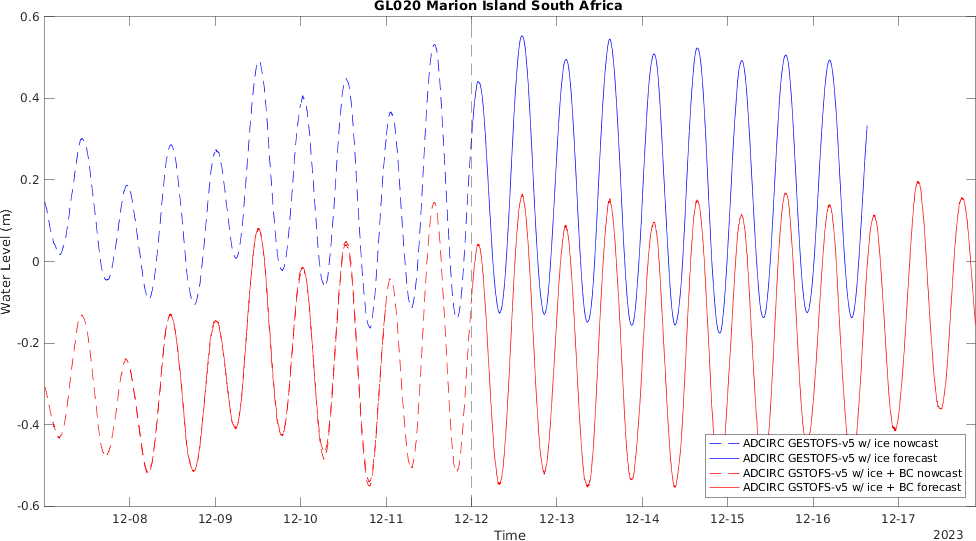 GL020 Marion Island South Africa
0.6
0.4
0.2
0
-0.2
-0.4
-0.6
Water Level (m)
12-08
12-09
12-10
12-11
12-12
12-13
12-14
12-15
12-16
12-17
Time
2023
ADCIRC GESTOFS-v5 w/ ice nowcast
ADCIRC GESTOFS-v5 w/ ice forecast
ADCIRC GSTOFS-v5 w/ ice + BC nowcast
ADCIRC GSTOFS-v5 w/ ice + BC forecast